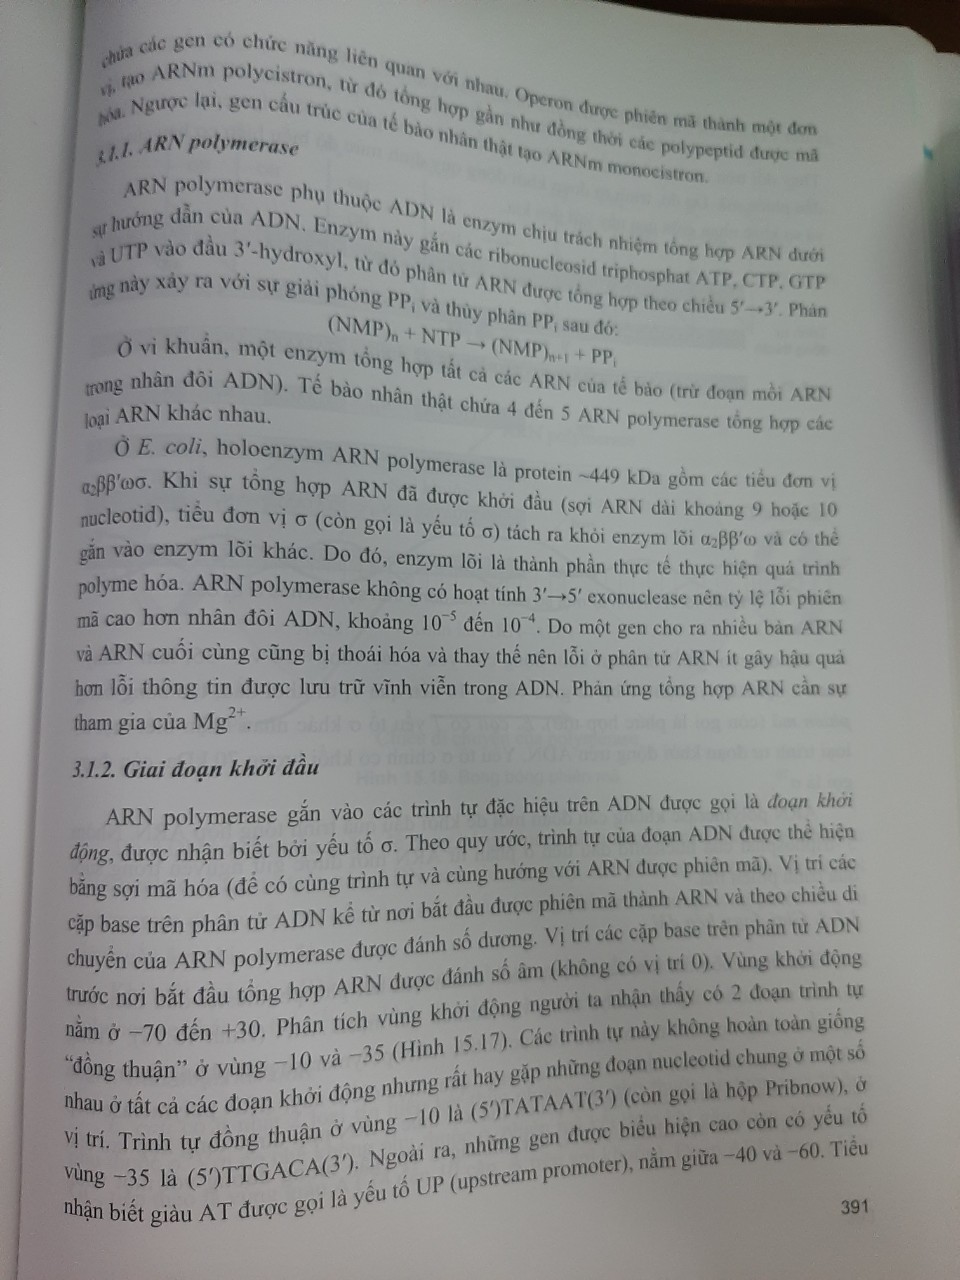 chứa các gen có chức năng liên quan với nhau. Operon được phiên mã thành một đơn
vị, tạo ARNm polycistron, từ đó tổng hợp gần như đồng thời các polypeptid được mã
hóa. Ngược lại, gen cấu trúc của tế bào nhân thật tạo ARNm monocistron.
3.1.1. ARN polymerase
ARN polymerase phụ thuộc ADN là enzym chịu trách nhiệm tổng hợp ARN dưới
sự hướng dẫn của ADN. Enzym này gắn các ribonucleosid triphosphat ATP, CTP, GTP
và UTP vào đầu 3′-hydroxyl, từ đó phân tử ARN được tổng hợp theo chiều 5′→3′. Phản
ứng này xảy ra với sự giải phóng PPᵢ và thủy phân PPᵢ sau đó:
(NMP)ₙ + NTP → (NMP)ₙ₊₁ + PPᵢ
Ở vi khuẩn, một enzym tổng hợp tất cả các ARN của tế bào (trừ đoạn mồi ARN
trong nhân đôi ADN). Tế bào nhân thật chứa 4 đến 5 ARN polymerase tổng hợp các
loại ARN khác nhau.
Ở E. coli, holoenzym ARN polymerase là protein ~449 kDa gồm các tiểu đơn vị
α₂ββ′ωσ. Khi sự tổng hợp ARN đã được khởi đầu (sợi ARN dài khoảng 9 hoặc 10
nucleotid), tiểu đơn vị σ (còn gọi là yếu tố σ) tách ra khỏi enzym lõi α₂ββ′ω và có thể
gắn vào enzym lõi khác. Do đó, enzym lõi là thành phần thực tế thực hiện quá trình
polyme hóa. ARN polymerase không có hoạt tính 3′→5′ exonuclease nên tỷ lệ lỗi phiên
mã cao hơn nhân đôi ADN, khoảng 10⁻⁵ đến 10⁻⁴. Do một gen cho ra nhiều bản ARN
và ARN cuối cùng cũng bị thoái hóa và thay thế nên lỗi ở phân tử ARN ít gây hậu quả
hơn lỗi thông tin được lưu trữ vĩnh viễn trong ADN. Phản ứng tổng hợp ARN cần sự
tham gia của Mg²⁺.
3.1.2. Giai đoạn khởi đầu
ARN polymerase gắn vào các trình tự đặc hiệu trên ADN được gọi là đoạn khởi
động, được nhận biết bởi yếu tố σ. Theo quy ước, trình tự của đoạn ADN được thể hiện
bằng sợi mã hóa (để có cùng trình tự và cùng hướng với ARN được phiên mã). Vị trí các
cặp base trên phân tử ADN kể từ nơi bắt đầu được phiên mã thành ARN và theo chiều di
chuyển của ARN polymerase được đánh số dương. Vị trí các cặp base trên phân tử ADN
trước nơi bắt đầu tổng hợp ARN được đánh số âm (không có vị trí 0). Vùng khởi động
nằm ở −70 đến +30. Phân tích vùng khởi động người ta nhận thấy có 2 đoạn trình tự
“đồng thuận” ở vùng −10 và −35 (Hình 15.17). Các trình tự này không hoàn toàn giống
nhau ở tất cả các đoạn khởi động nhưng rất hay gặp những đoạn nucleotid chung ở một số
vị trí. Trình tự đồng thuận ở vùng −10 là (5′)TATAAT(3′) (còn gọi là hộp Pribnow), ở
vùng −35 là (5′)TTGACA(3′). Ngoài ra, những gen được biểu hiện cao còn có yếu tố
nhận biết giàu AT được gọi là yếu tố UP (upstream promoter), nằm giữa −40 và −60. Tiểu
391